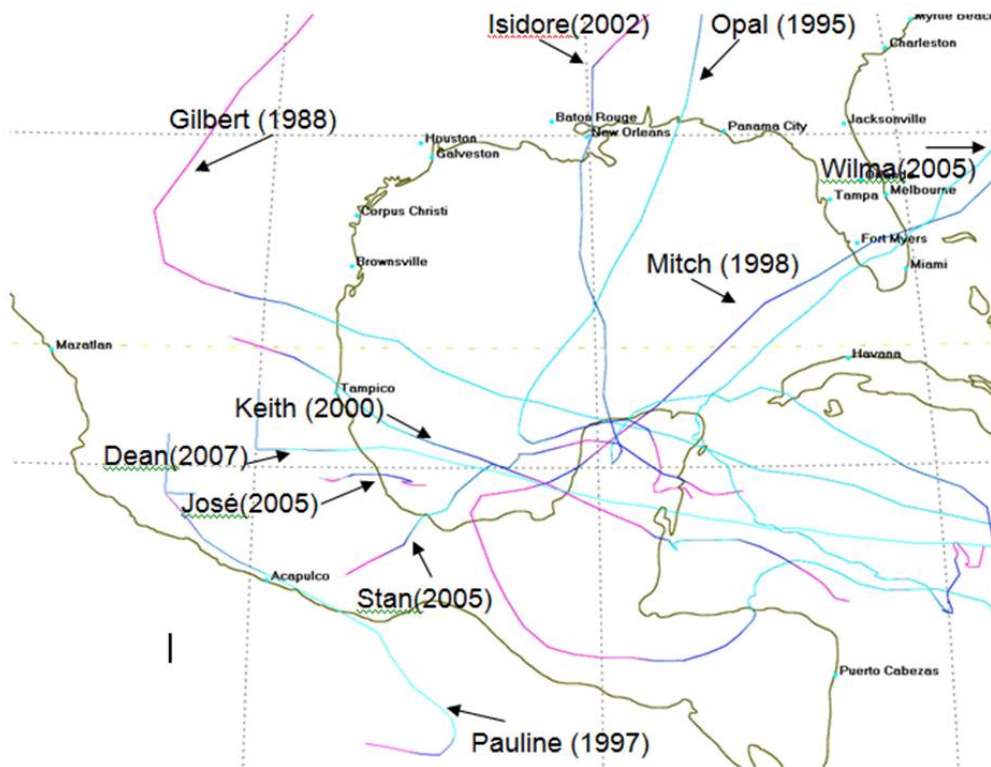 Myrtle Beach
Isidore(2002)
Opal (1995)
Charleston
Gilbert (1988)
Baton Rouge
New Orleans
Panama City
Jacksonville
Houston
Galveston
Wilma(2005)
Melbourne
Tampa
Corpus Christi
Fort Myers
Brownsville
Mitch (1998)
Miami
Mazatlan
Havana
Tampico
Keith (2000)
Dean(2007)
José(2005)
Acapulco
Stan(2005)
Puerto Cabezas
Pauline (1997)